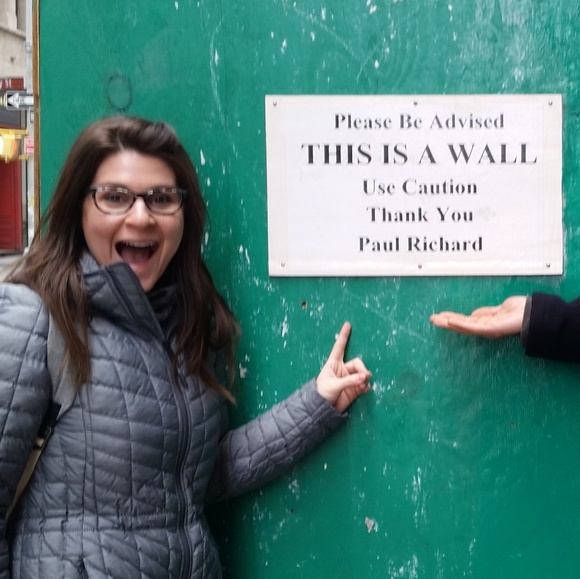 Please Be Advised
THIS IS A WALL
Use Caution
Thank You
Paul Richard